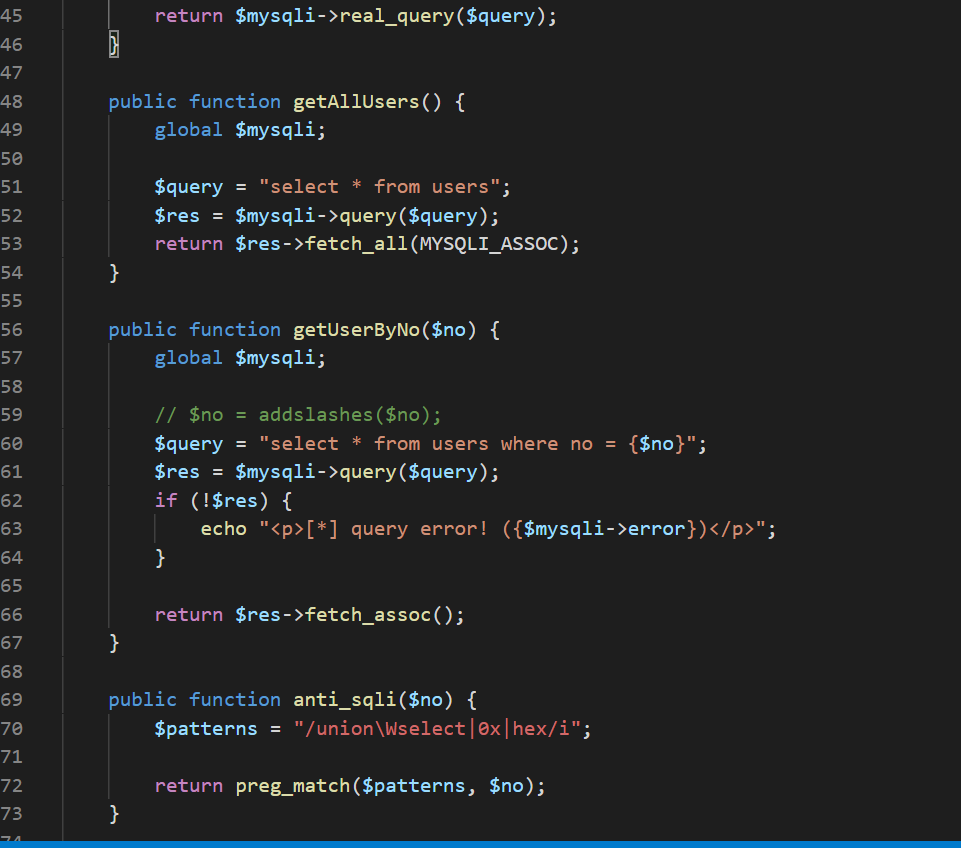 45 return $mysqli->real_query($query);
46 }
47
48 public function getAllUsers() {
49 global $mysqli;
50
51 $query = "select * from users";
52 $res = $mysqli->query($query);
53 return $res->fetch_all(MYSQLI_ASSOC);
54 }
55
56 public function getUserByNo($no) {
57 global $mysqli;
58
59 // $no = addslashes($no);
60 $query = "select * from users where no = {$no}";
61 $res = $mysqli->query($query);
62 if (!$res) {
63 echo "<p>[*] query error! ({$mysqli->error})</p>";
64 }
65
66 return $res->fetch_assoc();
67 }
68
69 public function anti_sqli($no) {
70 $patterns = "/union\Wselect|0x|hex/i";
71
72 return preg_match($patterns, $no);
73 }
74